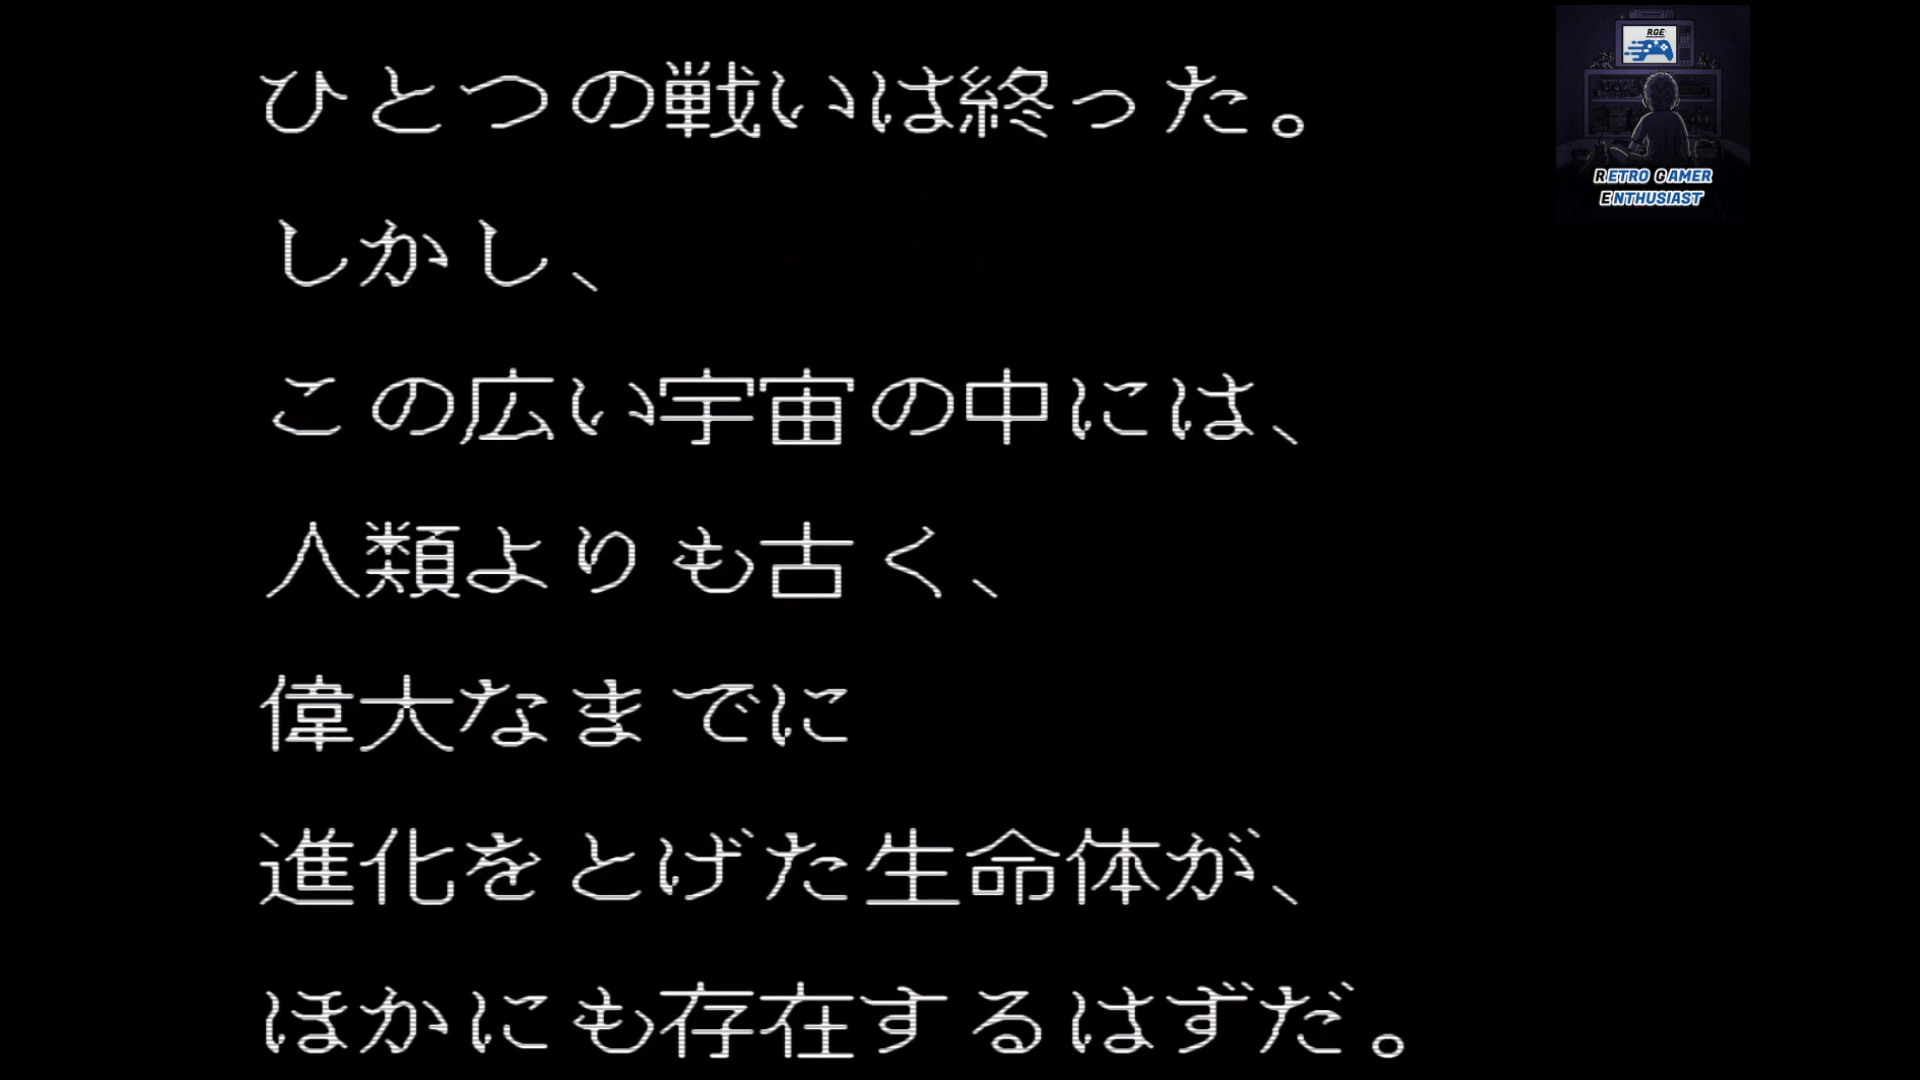 ひとつの戦いは終った。
しかし、
この広い宇宙の中には、
人類よりも古く、
偉大なまでに
進化をとげた生命体が、
ほかにも存在するはずだ。
RGE
RETRO GAMER
ENTHUSIAST